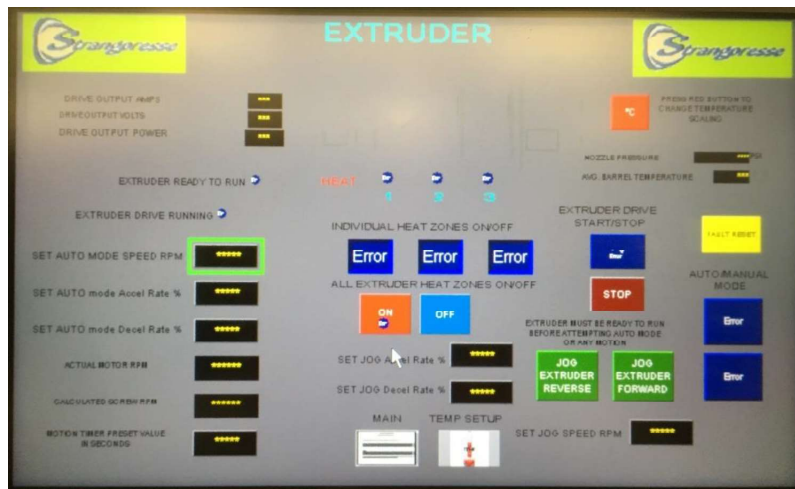 Strangpresse
EXTRUDER
Strangpresse
DRIVE OUTPUT AMPS
***
DRIVE OUTPUT VOLTS
***
DRIVE OUTPUT POWER
***
°C
PRESS RED BUTTON TO
CHANGE TEMPERATURE
SCALING
NOZZLE PRESSURE
AVG. BARREL TEMPERATURE
***
EXTRUDER READY TO RUN
HEAT
1 2 3
EXTRUDER DRIVE RUNNING
INDIVIDUAL HEAT ZONES ON/OFF
Error Error Error
EXTRUDER DRIVE
START/STOP
Error
STOP
FAULT RESET
SET AUTO MODE SPEED RPM
*****
ALL EXTRUDER HEAT ZONES ON/OFF
ON
OFF
AUTO/MANUAL
MODE
Error
Error
SET AUTO mode Accel Rate %
*****
SET AUTO mode Decel Rate %
*****
EXTRUDER MUST BE READY TO RUN
BEFORE ATTEMPTING AUTO MODE
OR ANY MOTION
JOG
EXTRUDER
REVERSE
JOG
EXTRUDER
FORWARD
ACTUAL MOTOR RPM
******
SET JOG Accel Rate %
*****
SET JOG Decel Rate %
*****
CALCULATED SCREW RPM
******
MAIN
TEMP SETUP
MOTION TIMER PRESET VALUE
IN SECONDS
*****
SET JOG SPEED RPM
*****